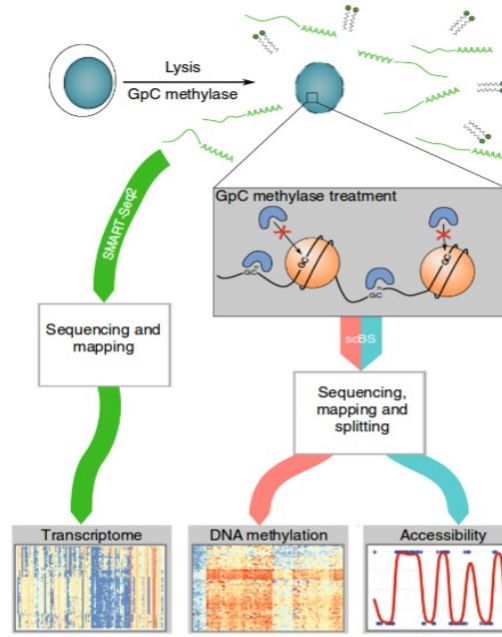 Lysis
GpC methylase
SMART-Seq2
GpC methylase treatment
GC
GC
scBS
Sequencing and
mapping
Sequencing,
mapping and
splitting
Transcriptome
DNA methylation
Accessibility